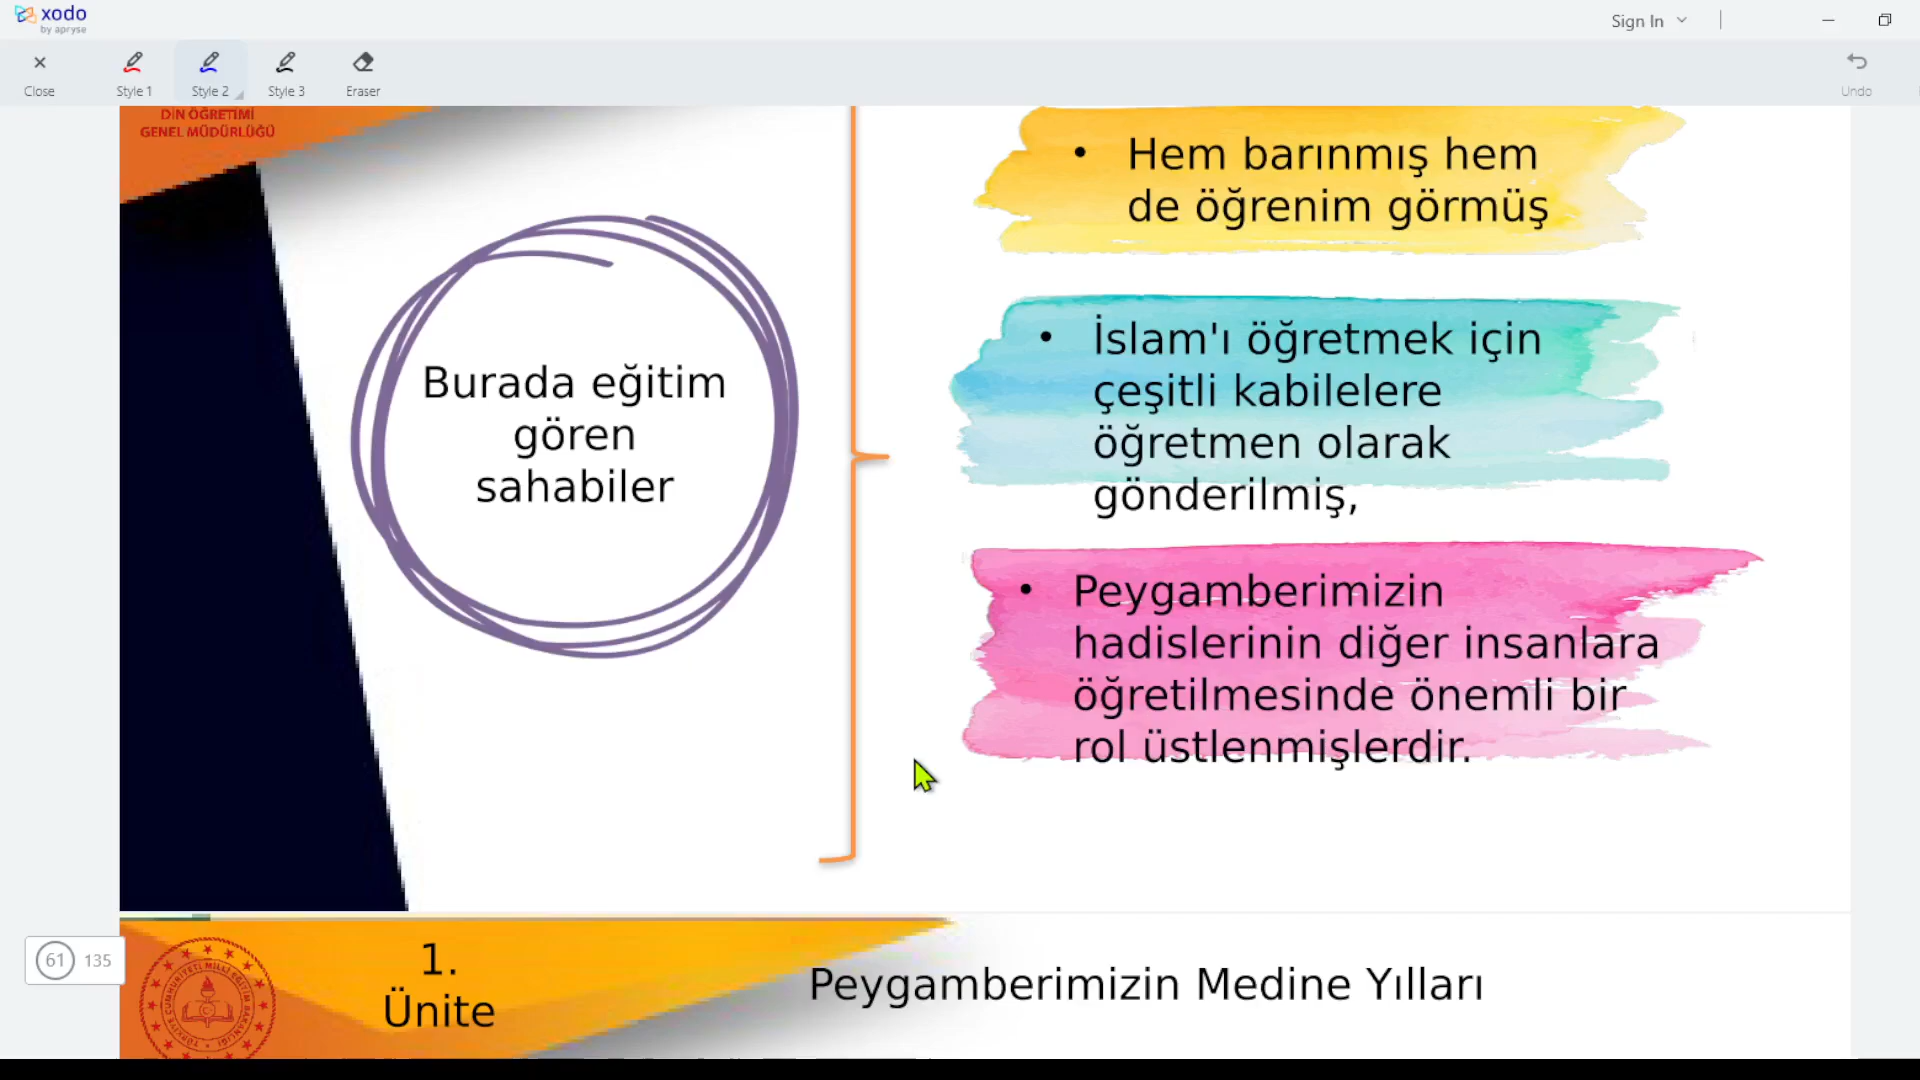 xodo
by apryse
Sign In
Close
Style 1
Style 2
Style 3
Eraser
Undo
DİN ÖĞRETİMİ
GENEL MÜDÜRLÜĞÜ
Burada eğitim
gören
sahabiler
• Hem barınmış hem
de öğrenim görmüş
• İslam'ı öğretmek için
çeşitli kabilelere
öğretmen olarak
gönderilmiş,
• Peygamberimizin
hadislerinin diğer insanlara
öğretilmesinde önemli bir
rol üstlenmişlerdir.
61 135
1.
Ünite
Peygamberimizin Medine Yılları